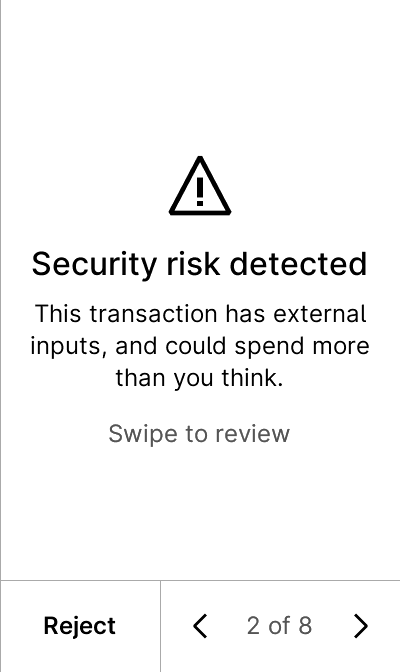 Security risk detected
This transaction has external
inputs, and could spend more
than you think.
Swipe to review
Reject
2 of 8